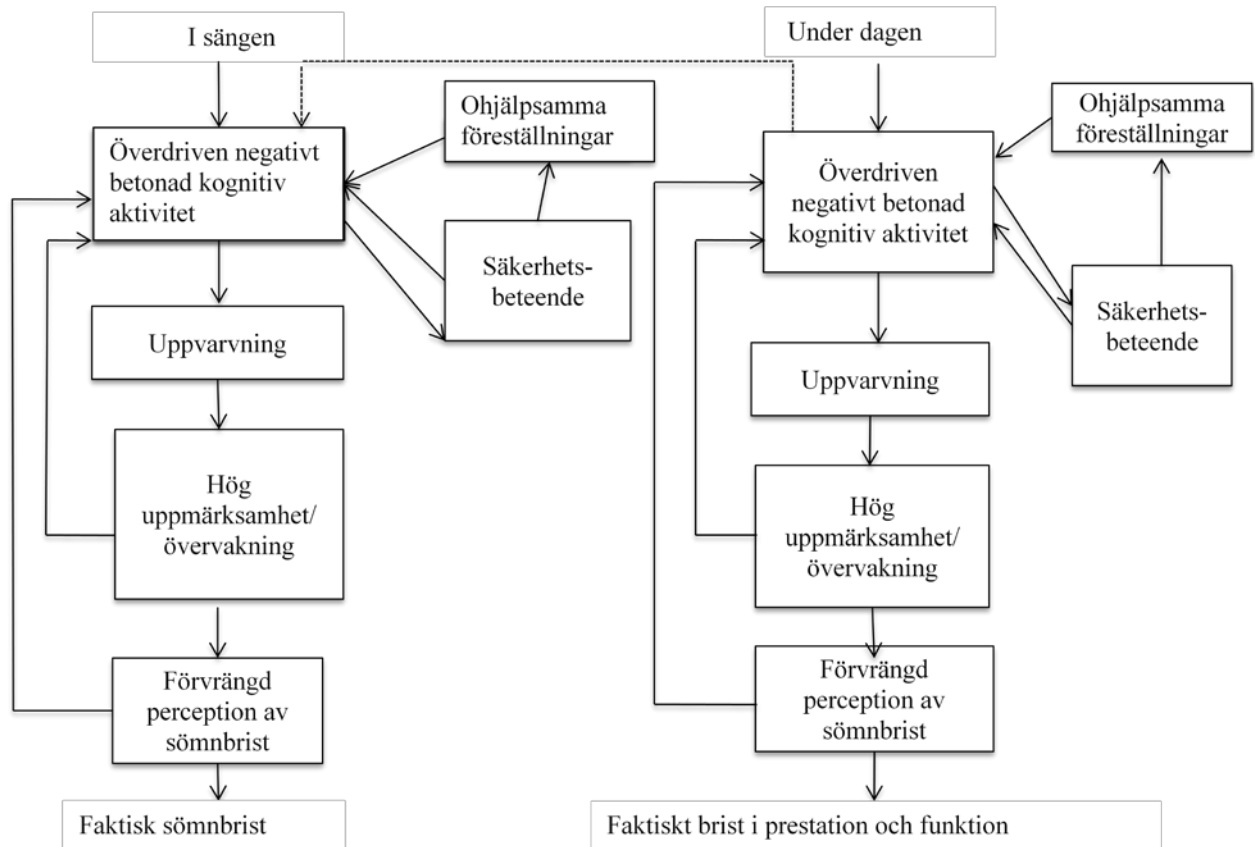 I sängen
Överdriven negativt
betonad kognitiv
aktivitet
Ohjälpsamma
föreställningar
Säkerhets-
beteende
Uppvarvning
Hög
uppmärksamhet/
övervakning
Förvrängd
perception av
sömnbrist
Faktisk sömnbrist
Under dagen
Överdriven
negativt betonad
kognitiv aktivitet
Ohjälpsamma
föreställningar
Säkerhets-
beteende
Uppvarvning
Hög
uppmärksamhet/
övervakning
Förvrängd
perception av
sömnbrist
Faktiskt brist i prestation och funktion